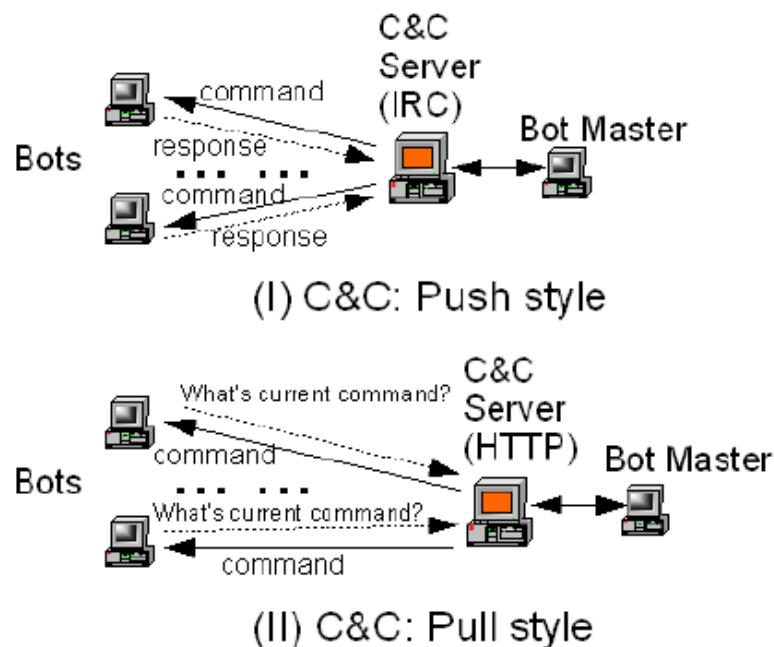 C&C
Server
(IRC)
command
Bot Master
response
Bots
... ...
command
response
(I) C&C: Push style
C&C
Server
(HTTP)
What's current command?
command
Bot Master
Bots
... ...
What's current command?
command
(II) C&C: Pull style